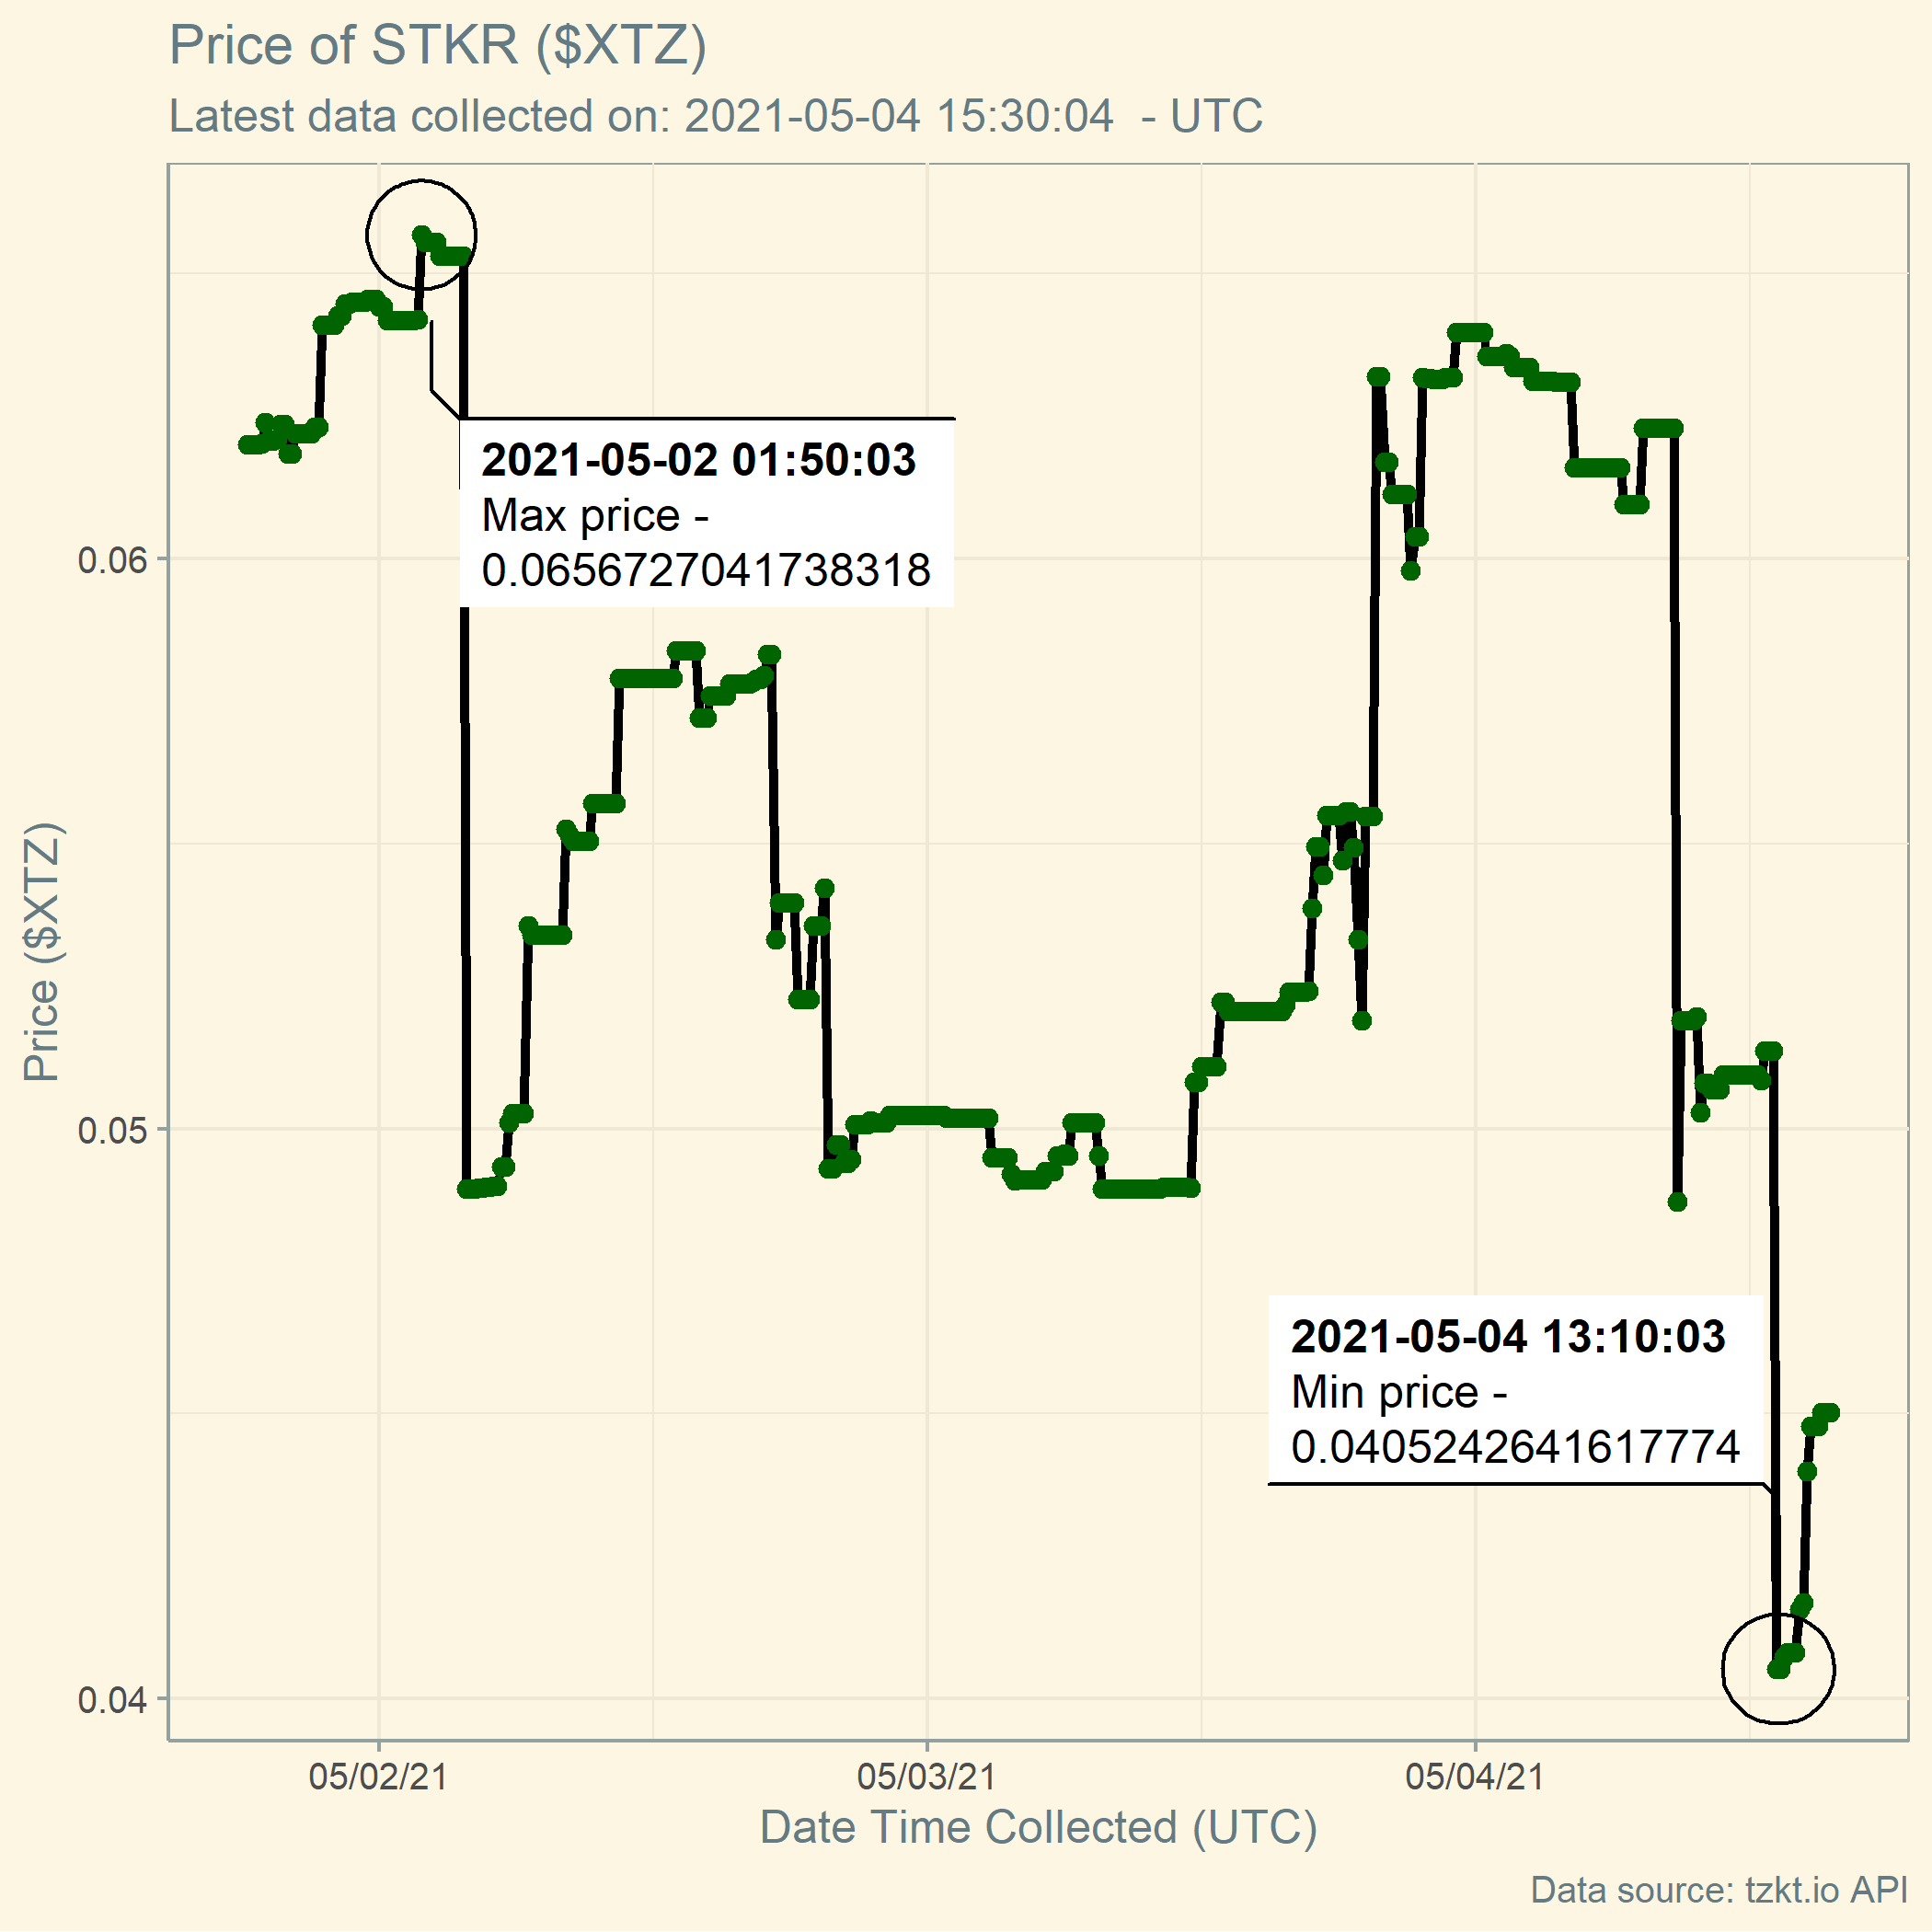 Price of STKR ($XTZ)
Latest data collected on: 2021-05-04 15:30:04  - UTC
2021-05-02 01:50:03
Max price -
0.0656727041738318
0.06
0.05
0.04
Price ($XTZ)
2021-05-04 13:10:03
Min price -
0.0405242641617774
05/02/21
05/03/21
05/04/21
Date Time Collected (UTC)
Data source: tzkt.io API